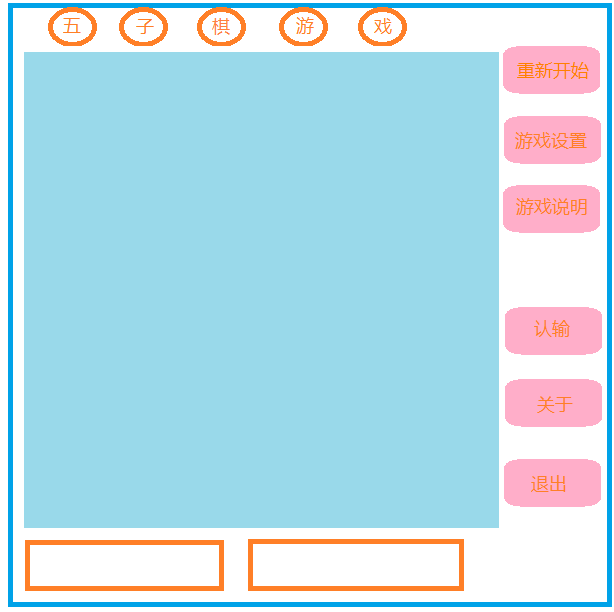 五子棋游戏
重新开始
游戏设置
游戏说明
认输
关于
退出